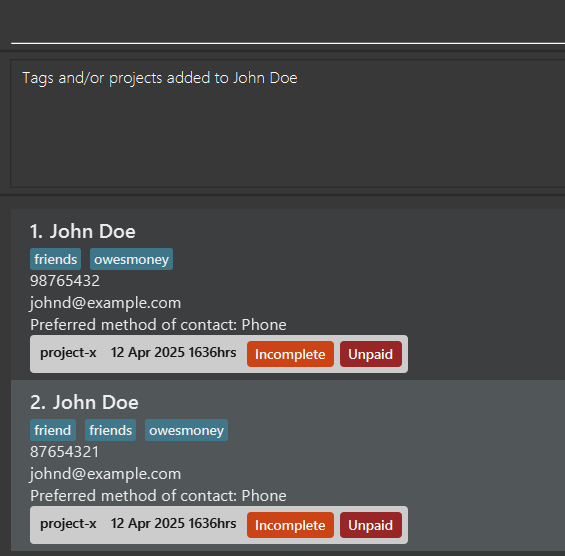 Tags and/or projects added to John Doe
1. John Doe
friends owesmoney
98765432
johnd@example.com
Preferred method of contact: Phone
project-x 12 Apr 2025 1636hrs Incomplete Unpaid
2. John Doe
friend friends owesmoney
87654321
johnd@example.com
Preferred method of contact: Phone
project-x 12 Apr 2025 1636hrs Incomplete Unpaid